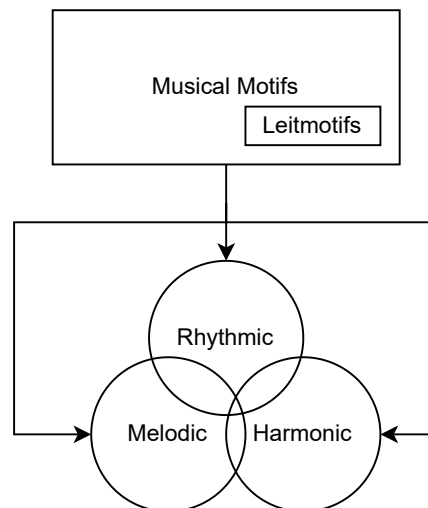 Musical Motifs
Leitmotifs
Rhythmic
Melodic
Harmonic